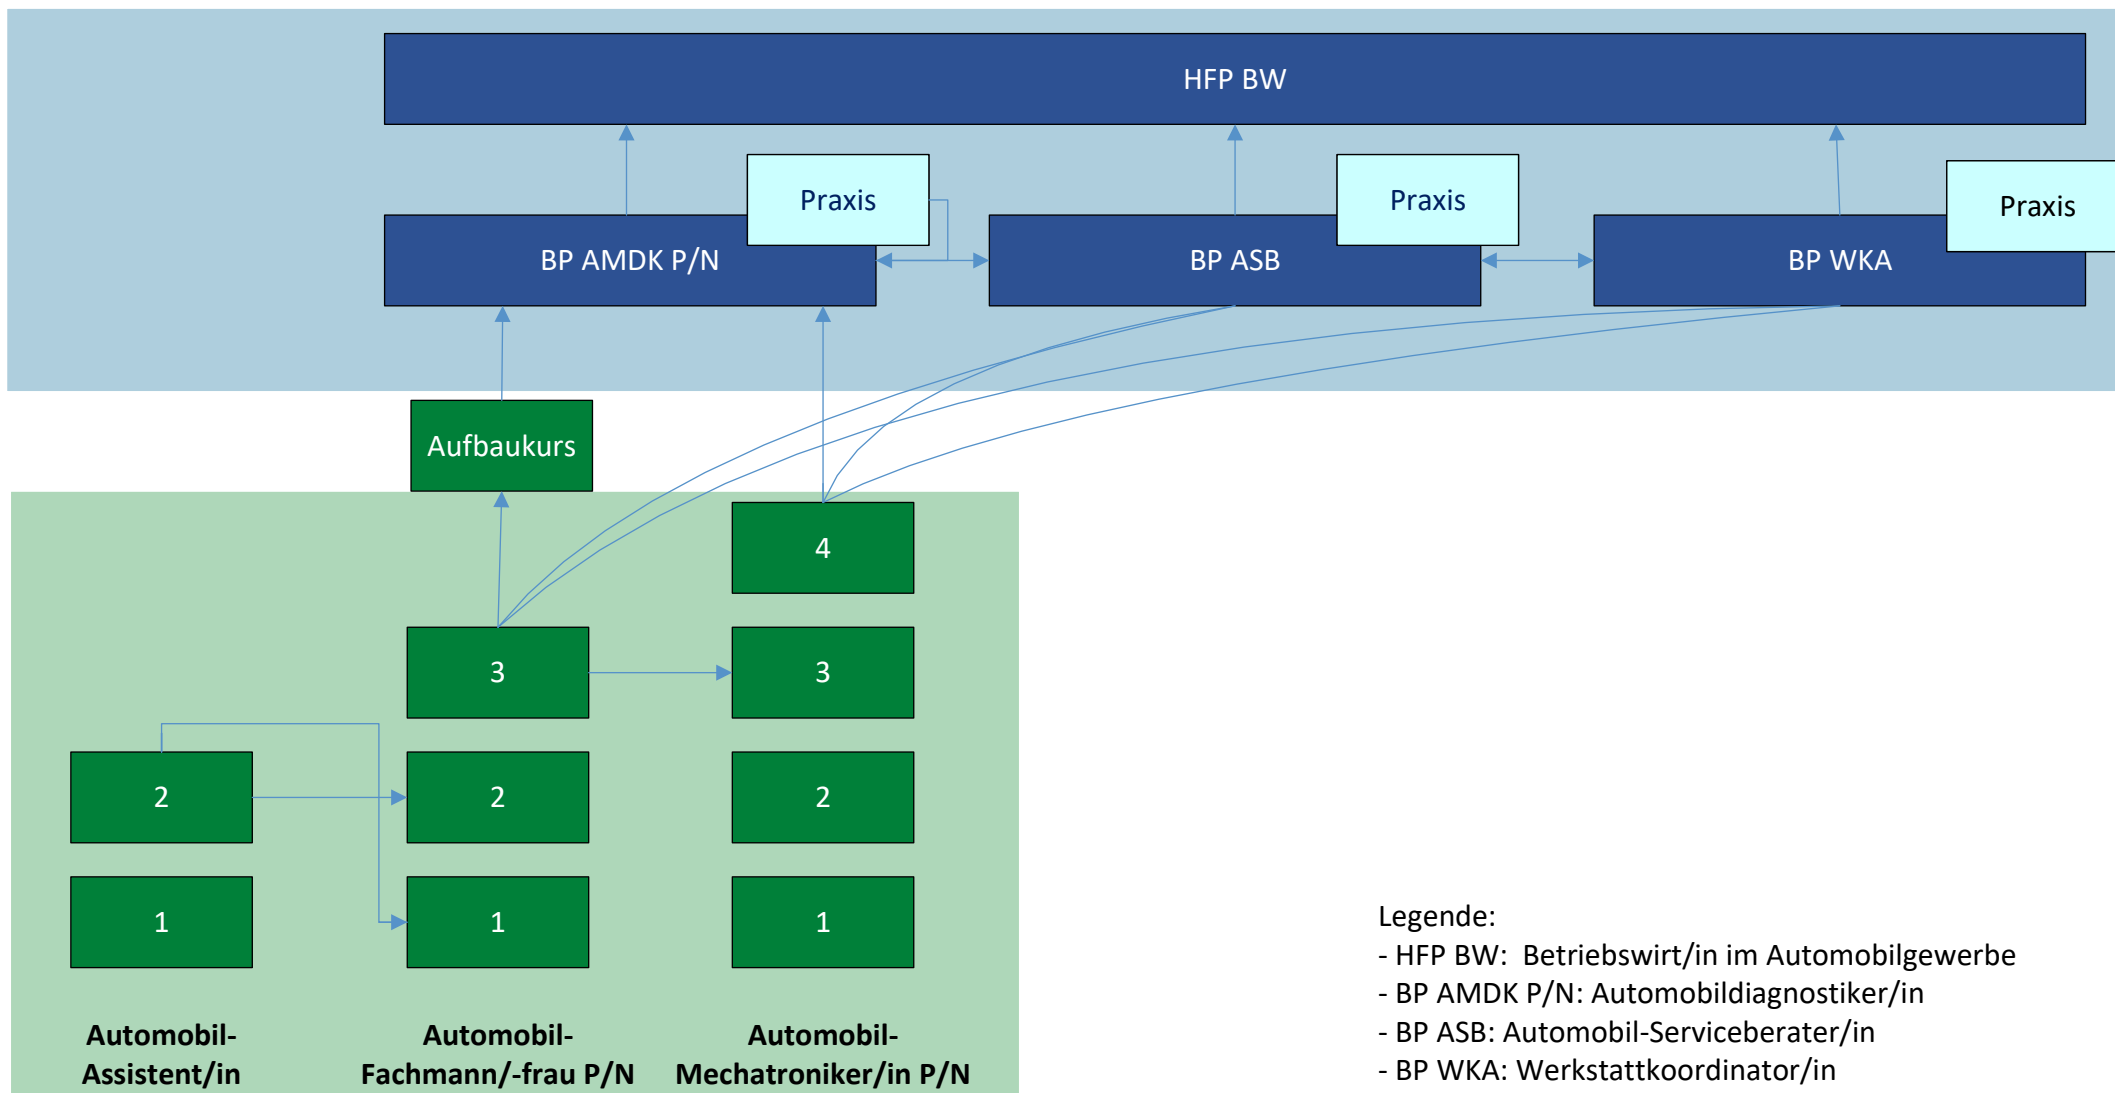 HFP BW
Praxis
Praxis
Praxis
BP AMDK P/N
BP ASB
BP WKA
Aufbaukurs
4
3
3
2
2
2
1
1
1
Automobil-
Assistent/in
Automobil-
Fachmann/-frau P/N
Automobil-
Mechatroniker/in P/N
Legende:
- HFP BW:  Betriebswirt/in im Automobilgewerbe
- BP AMDK P/N: Automobildiagnostiker/in
- BP ASB: Automobil-Serviceberater/in
- BP WKA: Werkstattkoordinator/in